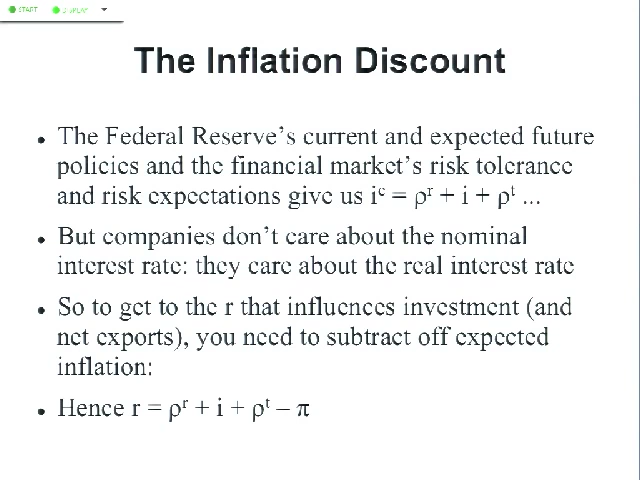 START DISPLAY
The Inflation Discount
• The Federal Reserve's current and expected future
policies and the financial market's risk tolerance
and risk expectations give us iᶜ = ρʳ + i + ρᵗ ...
• But companies don't care about the nominal
interest rate: they care about the real interest rate
• So to get to the r that influences investment (and
net exports), you need to subtract off expected
inflation:
• Hence r = ρʳ + i + ρᵗ – π